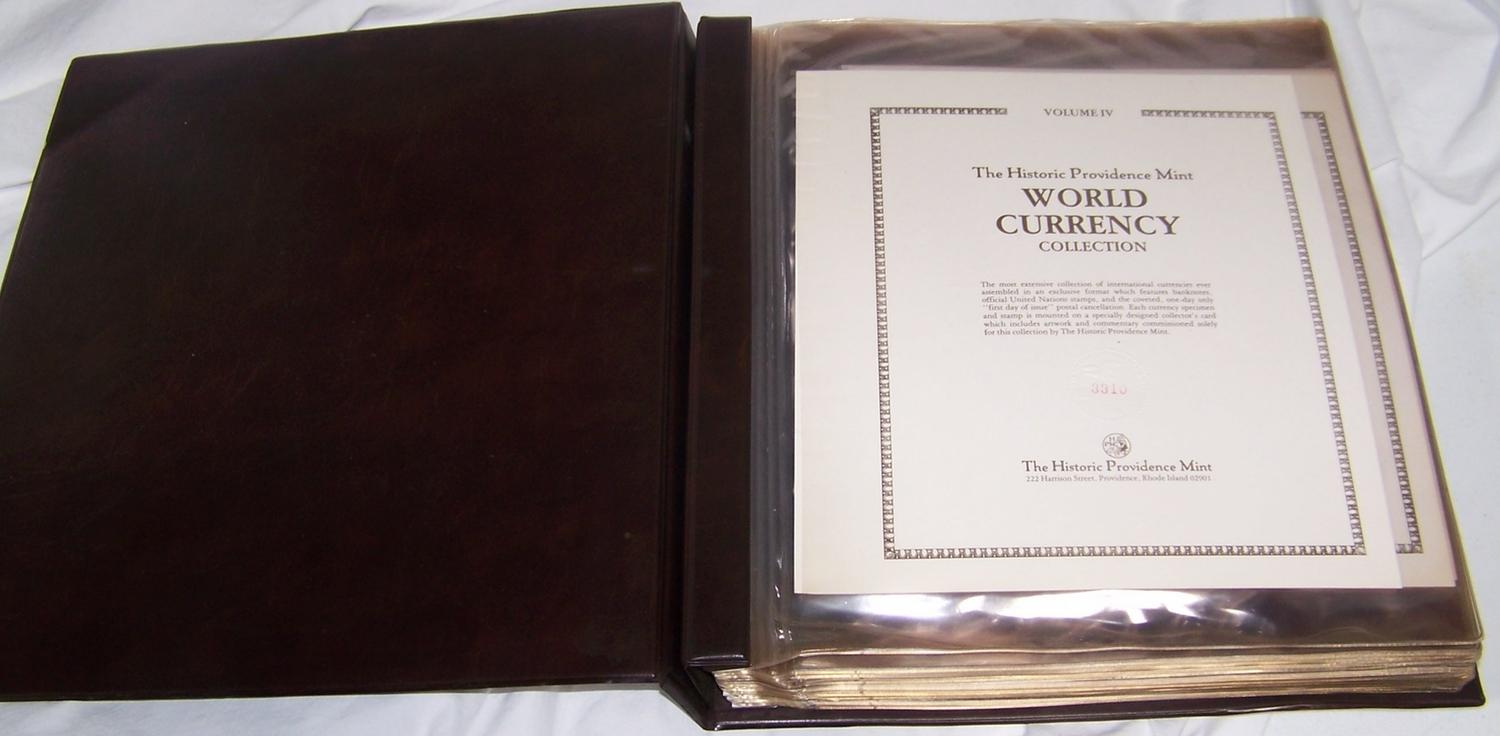 VOLUME IV
The Historic Providence Mint
WORLD
CURRENCY
COLLECTION
The most extensive collection of international currencies ever
assembled in an exclusive format which features banknotes,
official United Nations stamps, and the coveted, one-day only
"first day of issue" postal cancellation. Each currency specimen
and stamp is mounted on a specially designed collector's card
which includes artwork and commentary commissioned solely
for this collection by The Historic Providence Mint.
3310
The Historic Providence Mint
222 Harrison Street, Providence, Rhode Island 02901